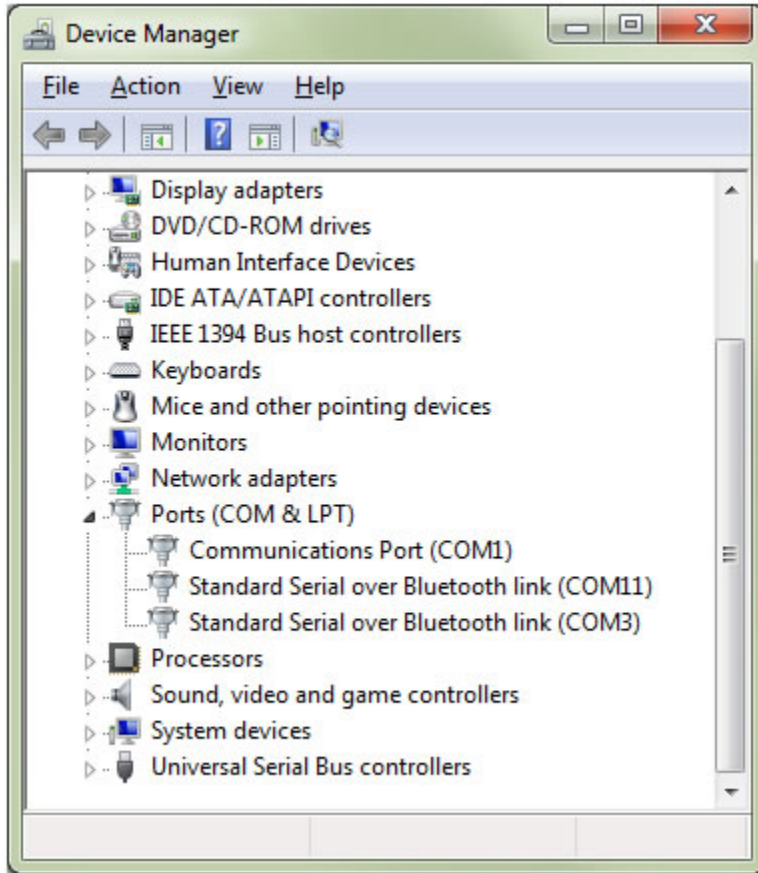 Device Manager
File Action View Help
Display adapters
DVD/CD-ROM drives
Human Interface Devices
IDE ATA/ATAPI controllers
IEEE 1394 Bus host controllers
Keyboards
Mice and other pointing devices
Monitors
Network adapters
Ports (COM & LPT)
Communications Port (COM1)
Standard Serial over Bluetooth link (COM11)
Standard Serial over Bluetooth link (COM3)
Processors
Sound, video and game controllers
System devices
Universal Serial Bus controllers